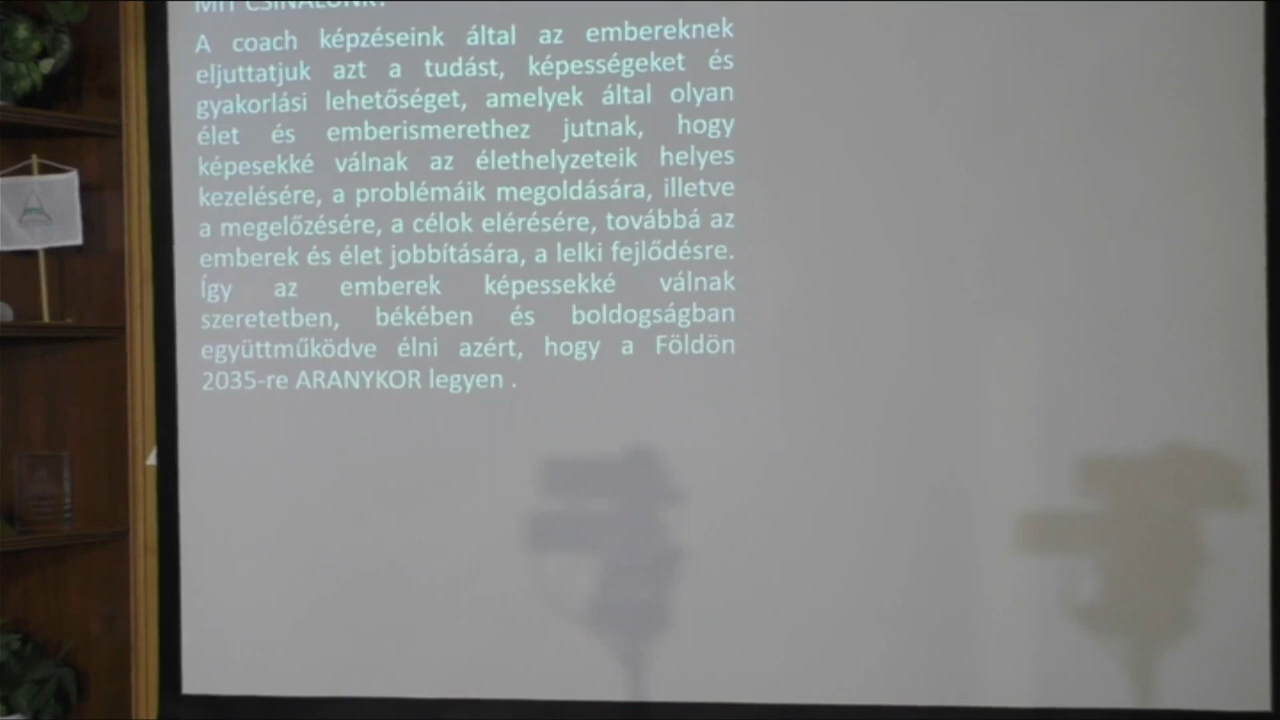 MIT CSINÁLUNK?
A coach képzéseink által az embereknek
eljuttatjuk azt a tudást, képességeket és
gyakorlási lehetőséget, amelyek által olyan
élet és emberismerethez jutnak, hogy
képesekké válnak az élethelyzeteik helyes
kezelésére, a problémáik megoldására, illetve
a megelőzésére, a célok elérésére, továbbá az
emberek és élet jobbítására, a lelki fejlődésre.
Így az emberek képessekké válnak
szeretetben, békében és boldogságban
együttműködve élni azért, hogy a Földön
2035-re ARANYKOR legyen .